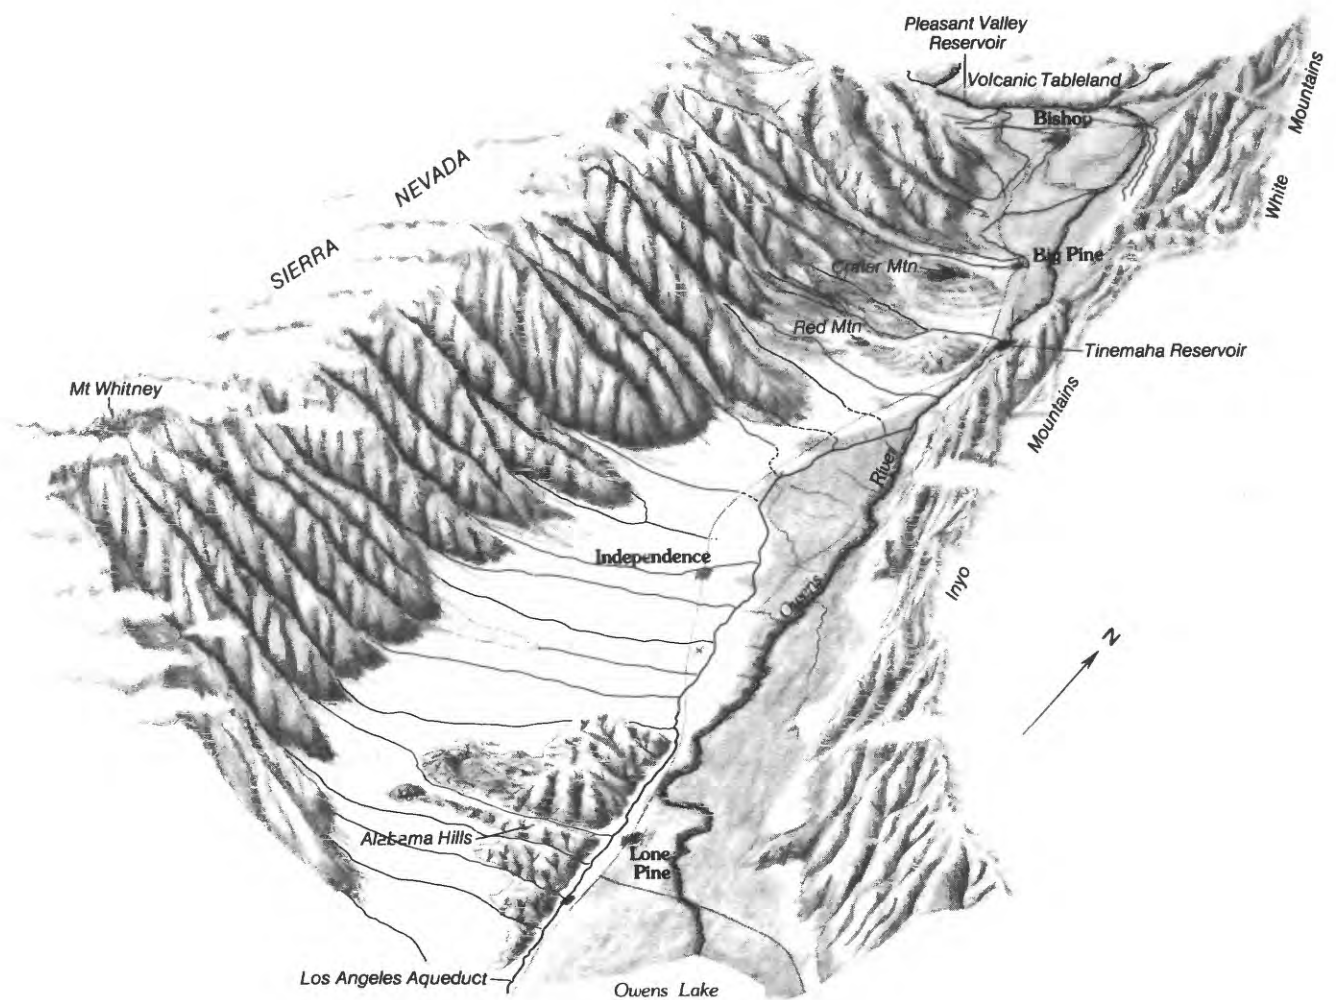 Pleasant Valley
Reservoir
Volcanic Tableland
Bishop
Mountains
White
NEVADA
SIERRA
Big Pine
Crater Mtn
Red Mtn
Tinemaha Reservoir
Mt Whitney
Mountains
River
Independence
Owens
Inyo
N
Alabama Hills
Lone
Pine
Los Angeles Aqueduct
Owens Lake